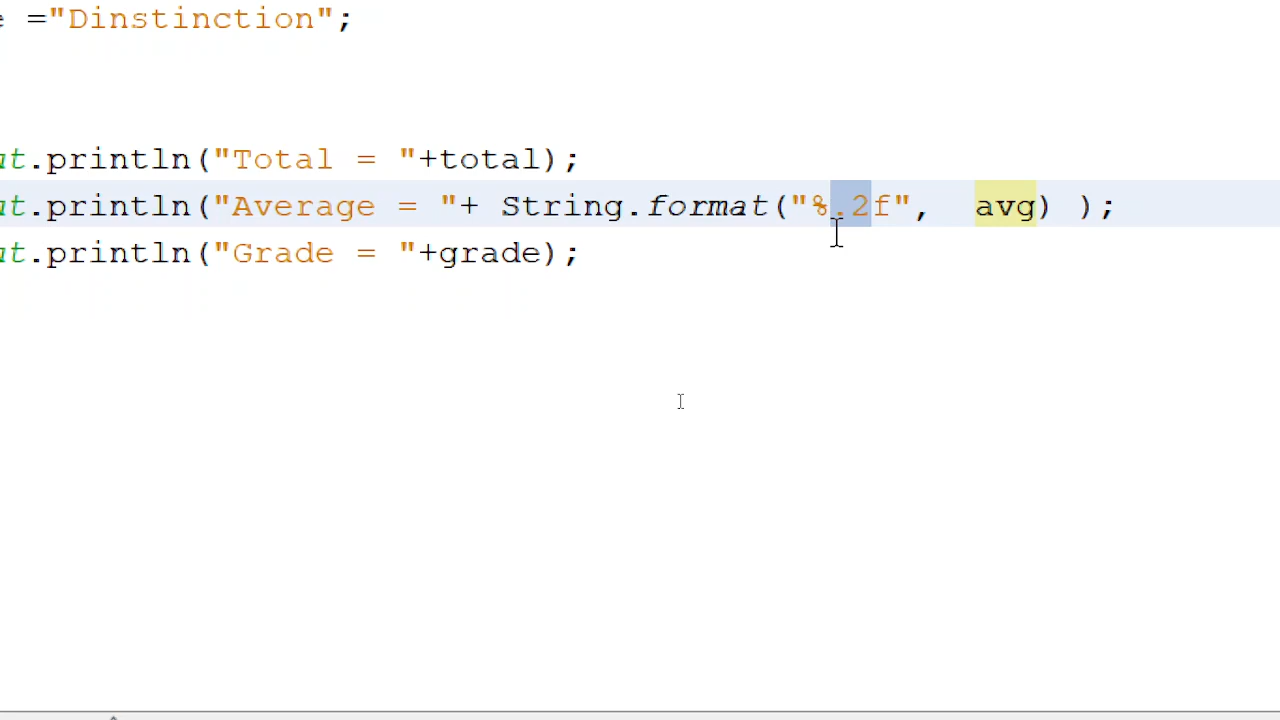 e ="Dinstinction";
ut.println("Total = "+total);
ut.println("Average = "+ String.format("%.2f",  avg) );
ut.println("Grade = "+grade);